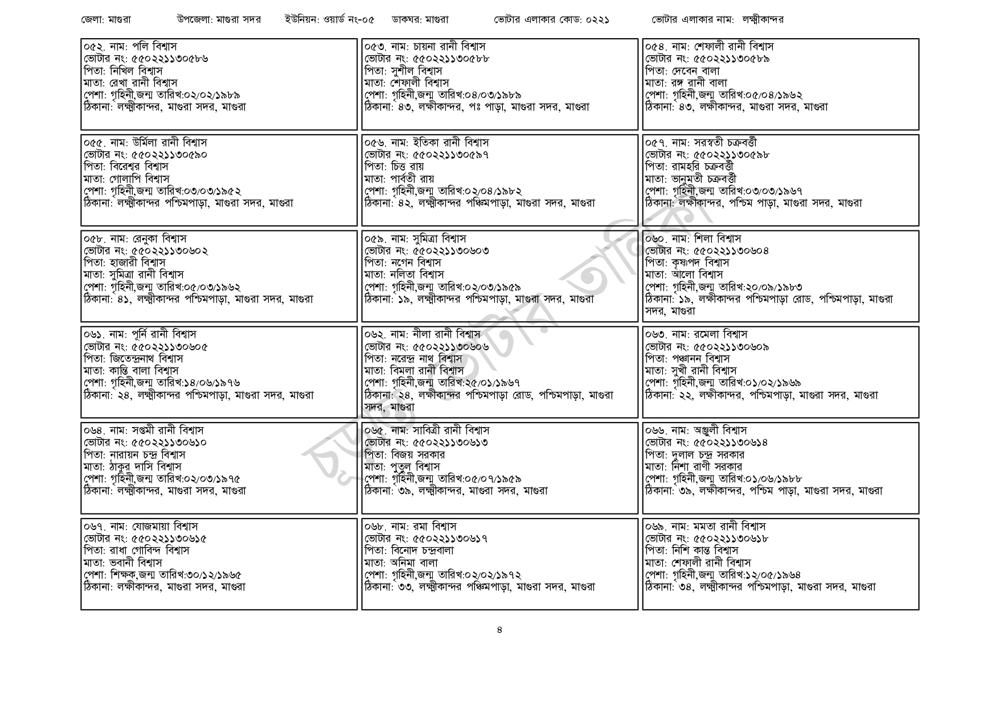 জেলা: মাগুরা উপজেলা: মাগুরা সদর ইউনিয়ন: ওয়ার্ড নং-০৫ ডাকঘর: মাগুরা ভোটার এলাকার কোড: ০২২১ ভোটার এলাকার নাম: লক্ষ্মীকান্দর
০৫২. নাম: পলি বিশ্বাস
ভোটার নং: ৫৫০২২১১৩০৫৮৬
পিতা: নিখিল বিশ্বাস
মাতা: রেখা রানী বিশ্বাস
পেশা: গৃহিনী,জন্ম তারিখ:০২/০২/১৯৮৯
ঠিকানা: লক্ষ্মীকান্দর, মাগুরা সদর, মাগুরা
০৫৩. নাম: চায়না রানী বিশ্বাস
ভোটার নং: ৫৫০২২১১৩০৫৮৮
পিতা: সুশীল বিশ্বাস
মাতা: শেফালী বিশ্বাস
পেশা: গৃহিনী,জন্ম তারিখ:০৪/০৩/১৯৮৯
ঠিকানা: ৪৩, লক্ষীকান্দর, পঃ পাড়া, মাগুরা সদর, মাগুরা
০৫৪. নাম: শেফালী রানী বিশ্বাস
ভোটার নং: ৫৫০২২১১৩০৫৮৯
পিতা: দেবেন বালা
মাতা: রঙ্গ রানী বালা
পেশা: গৃহিনী,জন্ম তারিখ:০৫/০৪/১৯৬২
ঠিকানা: ৪৩, লক্ষীকান্দর, মাগুরা সদর, মাগুরা
০৫৫. নাম: উর্মিলা রানী বিশ্বাস
ভোটার নং: ৫৫০২২১১৩০৫৯০
পিতা: বিরেশ্বর বিশ্বাস
মাতা: গোলাপি বিশ্বাস
পেশা: গৃহিনী,জন্ম তারিখ:০৩/০৩/১৯৫২
ঠিকানা: লক্ষ্মীকান্দর পশ্চিমপাড়া, মাগুরা সদর, মাগুরা
০৫৬. নাম: ইতিকা রানী বিশ্বাস
ভোটার নং: ৫৫০২২১১৩০৫৯৭
পিতা: চিত্ত রায়
মাতা: পার্বতী রায়
পেশা: গৃহিনী,জন্ম তারিখ:০২/০৪/১৯৮২
ঠিকানা: ৪২, লক্ষ্মীকান্দর পঞ্চিমপাড়া, মাগুরা সদর, মাগুরা
০৫৭. নাম: সরস্বতী চক্রবর্ত্তী
ভোটার নং: ৫৫০২২১১৩০৫৯৮
পিতা: রামহরি চক্রবর্ত্তী
মাতা: ভানুমতী চক্রবর্ত্তী
পেশা: গৃহিনী,জন্ম তারিখ:০৩/০৩/১৯৬৭
ঠিকানা: লক্ষীকান্দর, পশ্চিম পাড়া, মাগুরা সদর, মাগুরা
০৫৮. নাম: রেনুকা বিশ্বাস
ভোটার নং: ৫৫০২২১১৩০৬০২
পিতা: হাজারী বিশ্বাস
মাতা: সুমিত্রা রানী বিশ্বাস
পেশা: গৃহিনী,জন্ম তারিখ:০৫/০৩/১৯৬২
ঠিকানা: ৪১, লক্ষ্মীকান্দর পশ্চিমপাড়া, মাগুরা সদর, মাগুরা
০৫৯. নাম: সুমিত্রা বিশ্বাস
ভোটার নং: ৫৫০২২১১৩০৬০৩
পিতা: নগেন বিশ্বাস
মাতা: নলিতা বিশ্বাস
পেশা: গৃহিনী,জন্ম তারিখ:০২/০৩/১৯৫৯
ঠিকানা: ১৯, লক্ষ্মীকান্দর পশ্চিমপাড়া, মাগুরা সদর, মাগুরা
০৬০. নাম: শিলা বিশ্বাস
ভোটার নং: ৫৫০২২১১৩০৬০৪
পিতা: কৃষ্ণপদ বিশ্বাস
মাতা: আলো বিশ্বাস
পেশা: গৃহিনী,জন্ম তারিখ:২০/০৯/১৯৮৩
ঠিকানা: ১৯, লক্ষীকান্দর পশ্চিমপাড়া রোড, পশ্চিমপাড়া, মাগুরা
সদর, মাগুরা
০৬১. নাম: পূর্নি রানী বিশ্বাস
ভোটার নং: ৫৫০২২১১৩০৬০৫
পিতা: জিতেন্দ্রনাথ বিশ্বাস
মাতা: কান্তি বালা বিশ্বাস
পেশা: গৃহিনী,জন্ম তারিখ:১৪/০৬/১৯৭৬
ঠিকানা: ২৪, লক্ষ্মীকান্দর পশ্চিমপাড়া, মাগুরা সদর, মাগুরা
০৬২. নাম: নীলা রানী বিশ্বাস
ভোটার নং: ৫৫০২২১১৩০৬০৬
পিতা: নরেন্দ্র নাথ বিশ্বাস
মাতা: বিমলা রানী বিশ্বাস
পেশা: গৃহিনী,জন্ম তারিখ:২৫/০১/১৯৬৭
ঠিকানা: ২৪, লক্ষীকান্দর পশ্চিমপাড়া রোড, পশ্চিমপাড়া, মাগুরা
সদর, মাগুরা
০৬৩. নাম: রমেলা বিশ্বাস
ভোটার নং: ৫৫০২২১১৩০৬০৯
পিতা: পঞ্চানন বিশ্বাস
মাতা: সুখী রানী বিশ্বাস
পেশা: গৃহিনী,জন্ম তারিখ:০১/০২/১৯৬৯
ঠিকানা: ২২, লক্ষীকান্দর, পশ্চিমপাড়া, মাগুরা সদর, মাগুরা
০৬৪. নাম: সপ্তমী রানী বিশ্বাস
ভোটার নং: ৫৫০২২১১৩০৬১০
পিতা: নারায়ন চন্দ্র বিশ্বাস
মাতা: ঠাকুর দাসি বিশ্বাস
পেশা: গৃহিনী,জন্ম তারিখ:০২/০৩/১৯৭৫
ঠিকানা: লক্ষ্মীকান্দর, মাগুরা সদর, মাগুরা
০৬৫. নাম: সাবিত্রী রানী বিশ্বাস
ভোটার নং: ৫৫০২২১১৩০৬১৩
পিতা: বিজয় সরকার
মাতা: পুতুল বিশ্বাস
পেশা: গৃহিনী,জন্ম তারিখ:০৫/০৭/১৯৫৯
ঠিকানা: ৩৯, লক্ষ্মীকান্দর, মাগুরা সদর, মাগুরা
০৬৬. নাম: অঞ্জুলী বিশ্বাস
ভোটার নং: ৫৫০২২১১৩০৬১৪
পিতা: দুলাল চন্দ্র সরকার
মাতা: নিশা রাণী সরকার
পেশা: গৃহিনী,জন্ম তারিখ:০১/০৬/১৯৮৮
ঠিকানা: ৩৯, লক্ষীকান্দর, পশ্চিম পাড়া, মাগুরা সদর, মাগুরা
০৬৭. নাম: যোজমায়া বিশ্বাস
ভোটার নং: ৫৫০২২১১৩০৬১৫
পিতা: রাধা গোবিন্দ বিশ্বাস
মাতা: ভবানী বিশ্বাস
পেশা: শিক্ষক,জন্ম তারিখ:৩০/১২/১৯৬৫
ঠিকানা: লক্ষীকান্দর, মাগুরা সদর, মাগুরা
০৬৮. নাম: রমা বিশ্বাস
ভোটার নং: ৫৫০২২১১৩০৬১৭
পিতা: বিনোদ চন্দ্রবালা
মাতা: অনিমা বালা
পেশা: গৃহিনী,জন্ম তারিখ:০২/০২/১৯৭২
ঠিকানা: ৩৩, লক্ষ্মীকান্দর পঞ্চিমপাড়া, মাগুরা সদর, মাগুরা
০৬৯. নাম: মমতা রানী বিশ্বাস
ভোটার নং: ৫৫০২২১১৩০৬১৮
পিতা: নিশি কান্ত বিশ্বাস
মাতা: শেফালী রানী বিশ্বাস
পেশা: গৃহিনী,জন্ম তারিখ:১২/০৫/১৯৬৪
ঠিকানা: ৩৪, লক্ষ্মীকান্দর পশ্চিমপাড়া, মাগুরা সদর, মাগুরা
চূড়ান্ত ভোটার তালিকা
৪